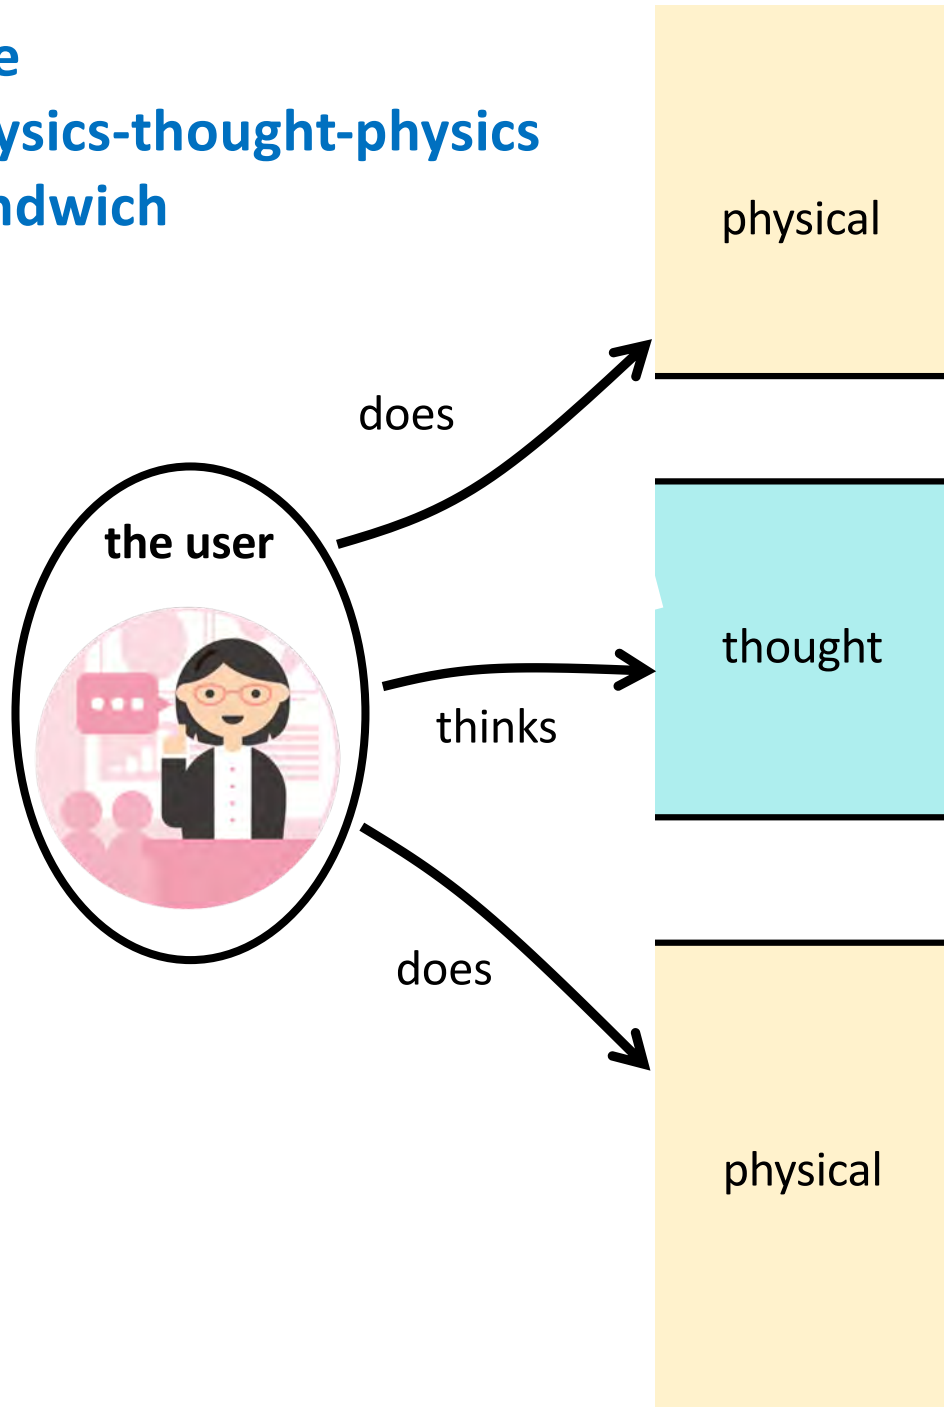 e
ysics-thought-physics
ndwich
physical
does
the user
thought
thinks
does
physical